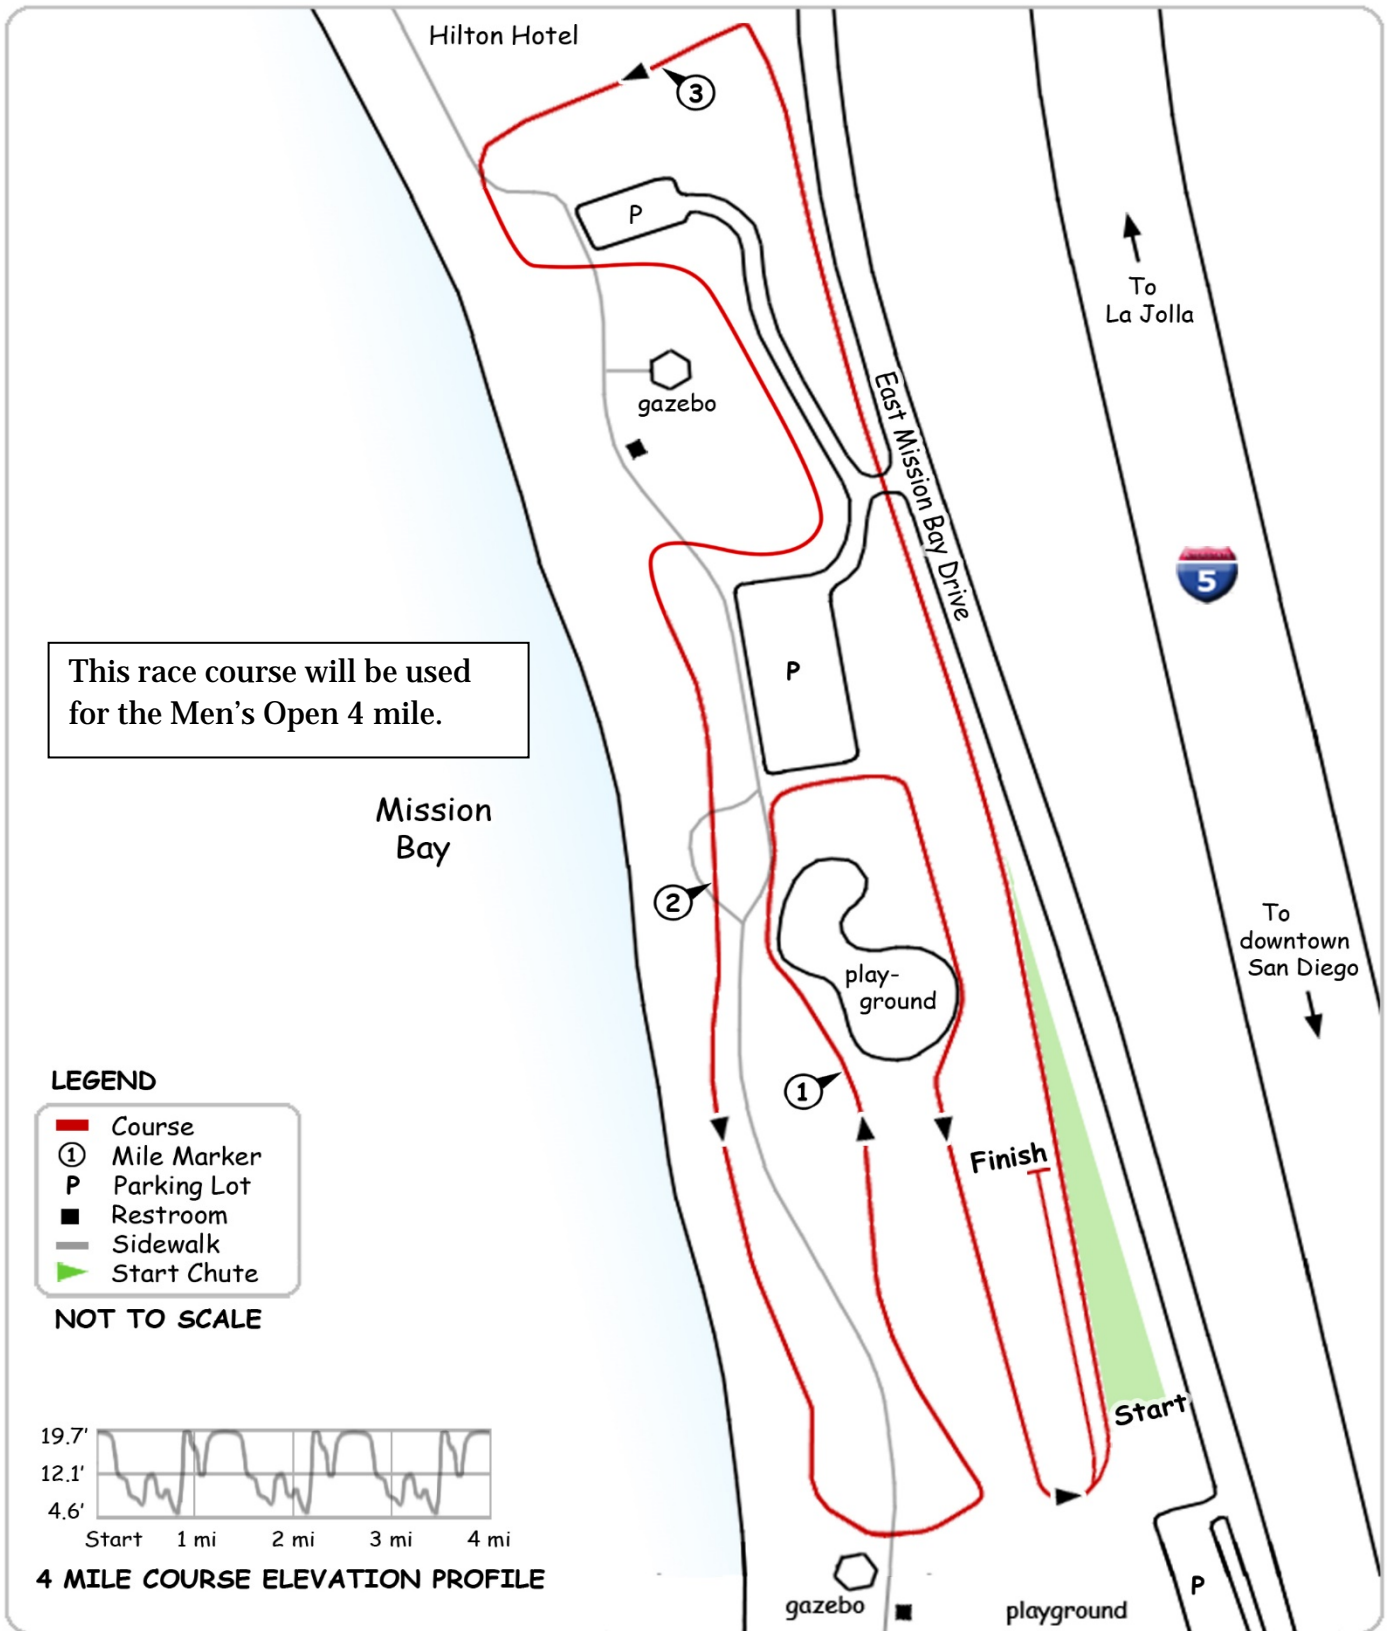 Hilton Hotel
3
P
gazebo
To
La Jolla
East Mission Bay Drive
5
This race course will be used
for the Men’s Open 4 mile.
P
Mission
Bay
2
To
downtown
San Diego
play-
ground
1
Finish
LEGEND
Course
1 Mile Marker
P Parking Lot
Restroom
Sidewalk
Start Chute
NOT TO SCALE
Start
19.7'
12.1'
4.6'
Start 1 mi 2 mi 3 mi 4 mi
4 MILE COURSE ELEVATION PROFILE
gazebo
playground
P